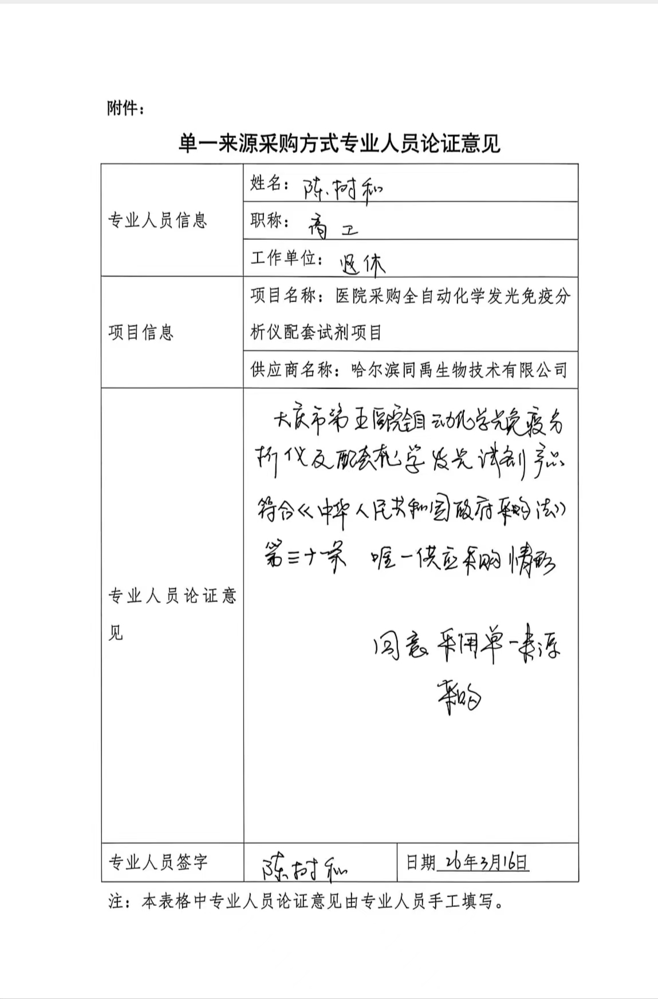 附件：
单一来源采购方式专业人员论证意见
专业人员信息
姓名：陈树和
职称：高工
工作单位：退休
项目信息
项目名称：医院采购全自动化学发光免疫分
析仪配套试剂项目
供应商名称：哈尔滨同禹生物技术有限公司
专业人员论证意
见
大庆市第五医院全自动化学光免疫分
析仪及配套化学发光试剂产品
符合《中华人民共和国政府采购法》
第三十一条 唯一供应采购情形
同意采用单一来源
采购
专业人员签字
陈树和
日期 26年3月16日
注：本表格中专业人员论证意见由专业人员手工填写。